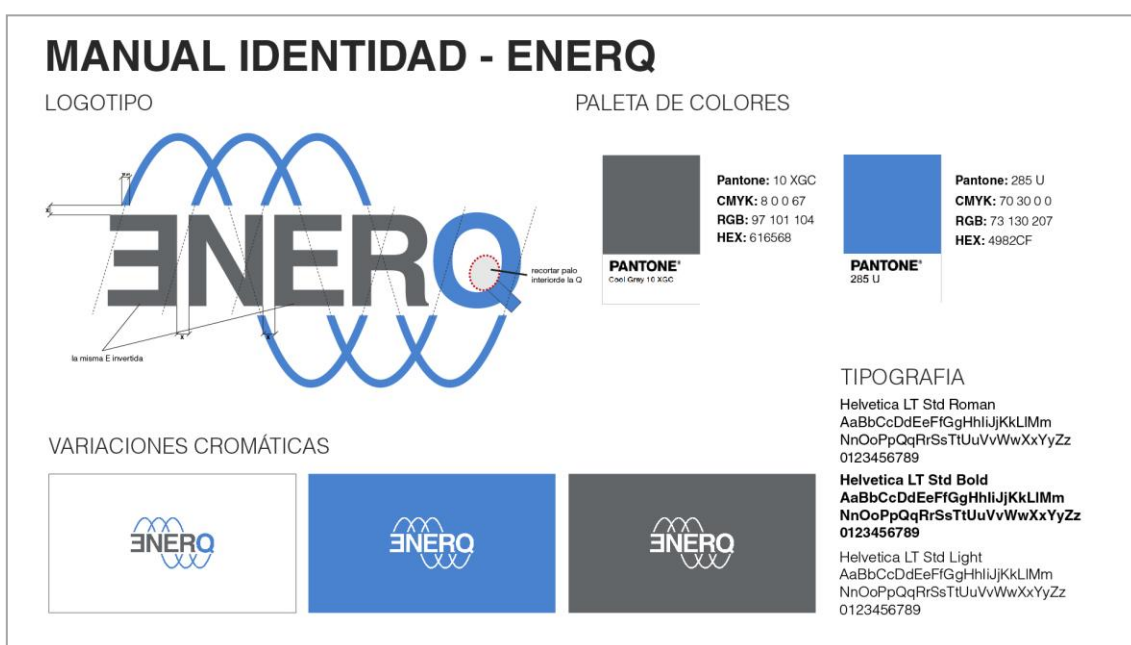 MANUAL IDENTIDAD - ENERQ
LOGOTIPO
PALETA DE COLORES
x
x
ƎNERQ
recortar palo
interiorde la Q
x
x
la misma E invertida
Pantone: 10 XGC
CMYK: 8 0 0 67
RGB: 97 101 104
HEX: 616568
PANTONE®
Cool Gray 10 XGC
Pantone: 285 U
CMYK: 70 30 0 0
RGB: 73 130 207
HEX: 4982CF
PANTONE®
285 U
TIPOGRAFIA
Helvetica LT Std Roman
AaBbCcDdEeFfGgHhIiJjKkLlMm
NnOoPpQqRrSsTtUuVvWwXxYyZz
0123456789
Helvetica LT Std Bold
AaBbCcDdEeFfGgHhIiJjKkLlMm
NnOoPpQqRrSsTtUuVvWwXxYyZz
0123456789
Helvetica LT Std Light
AaBbCcDdEeFfGgHhIiJjKkLlMm
NnOoPpQqRrSsTtUuVvWwXxYyZz
0123456789
VARIACIONES CROMÁTICAS
ƎNERQ
ƎNERQ
ƎNERQ